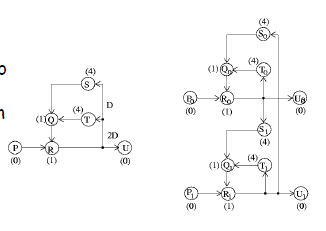 o
n
(4)
S
D
(4)
(1) Q
T
2D
P
R
U
(0)
(1)
(0)
(4)
S₀
(4)
(1) Q₀
T₀
P₀
R₀
U₀
(0)
(1)
(0)
S₁
(4)
(4)
(1) Q₁
T₁
P₁
R₁
U₁
(0)
(1)
(0)